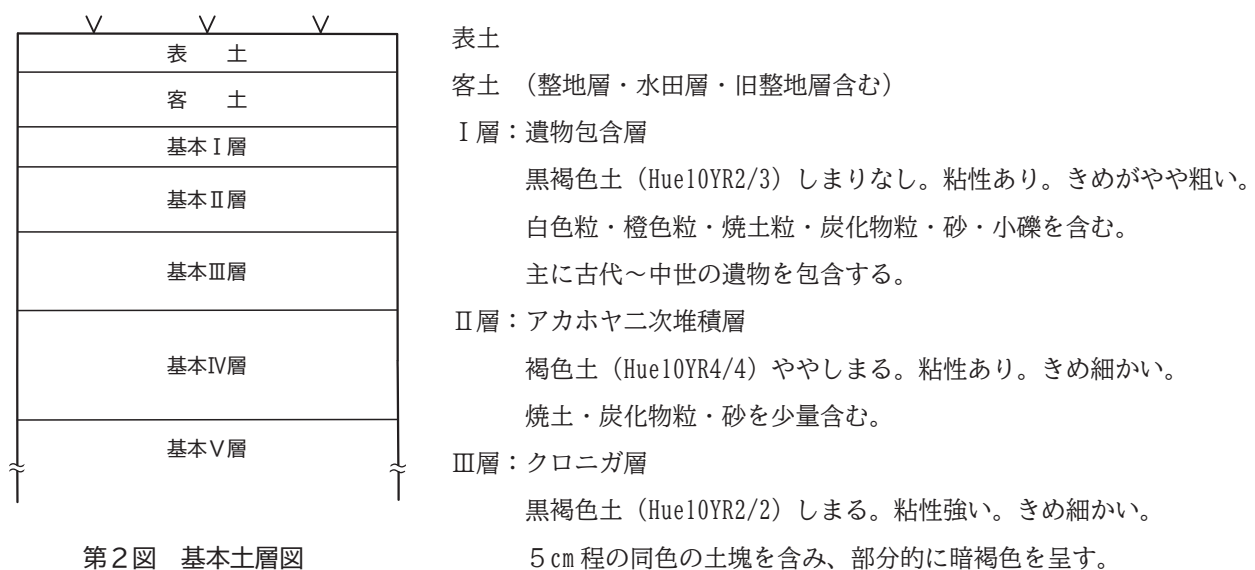 表　土
客　土
基本Ⅰ層
基本Ⅱ層
基本Ⅲ層
基本Ⅳ層
基本Ⅴ層
第２図　基本土層図
表土
客土　（整地層・水田層・旧整地層含む）
Ⅰ層：遺物包含層
黒褐色土（Hue10YR2/3）しまりなし。粘性あり。きめがやや粗い。
白色粒・橙色粒・焼土粒・炭化物粒・砂・小礫を含む。
主に古代～中世の遺物を包含する。
Ⅱ層：アカホヤ二次堆積層
褐色土（Hue10YR4/4）ややしまる。粘性あり。きめ細かい。
焼土・炭化物粒・砂を少量含む。
Ⅲ層：クロニガ層
黒褐色土（Hue10YR2/2）しまる。粘性強い。きめ細かい。
５cm 程の同色の土塊を含み、部分的に暗褐色を呈す。